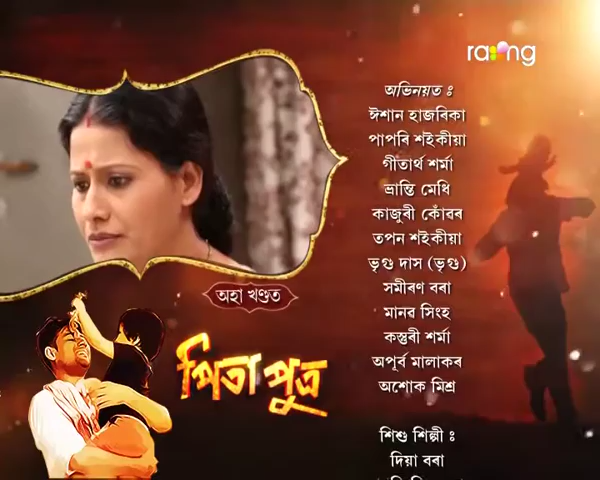 rang
অভিনয়ত :
ঈশান হাজৰিকা
পাপৰি শইকীয়া
গীতাৰ্থ শৰ্মা
ভ্ৰান্তি মেধি
কাজুৰী কোঁৱৰ
তপন শইকীয়া
ভৃগু দাস (ভৃগু)
সমীৰণ বৰা
মানৱ সিংহ
কস্তুৰী শৰ্মা
অপূৰ্ব মালাকৰ
অশোক মিশ্ৰ
শিশু শিল্পী :
দিয়া বৰা
অহা খণ্ডত
পিতা পুত্ৰ